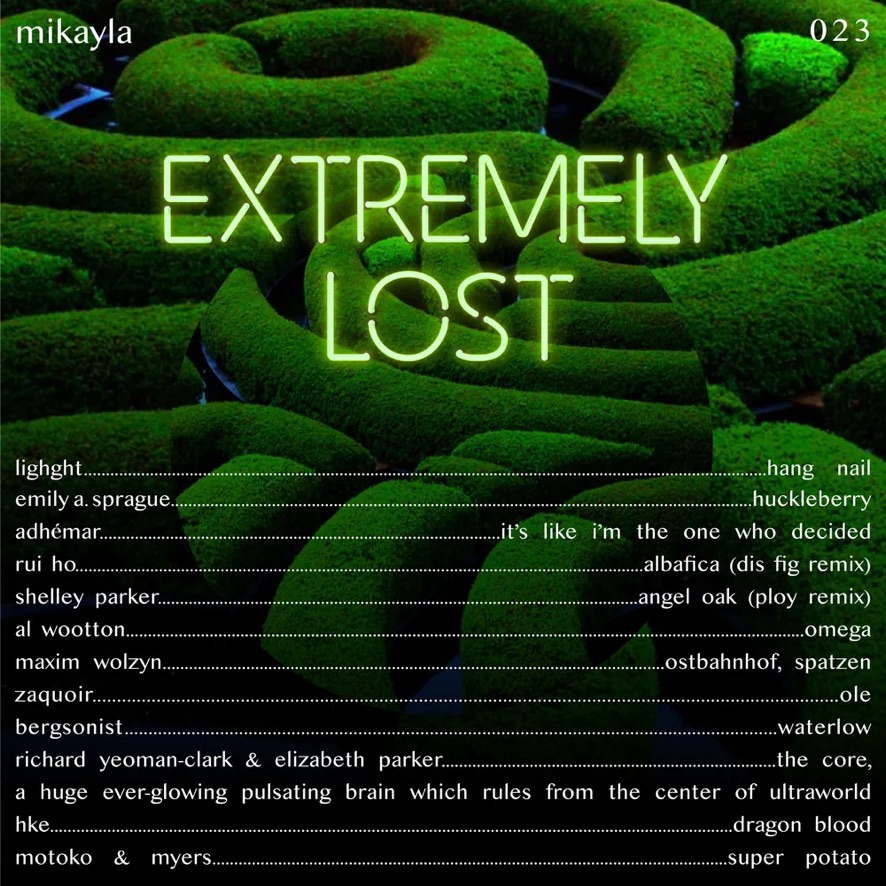 mikayla
023
EXTREMELY
LOST
lighght........................hang nail
emily a. sprague........................huckleberry
adhémar........................it's like i'm the one who decided
rui ho........................albafica (dis fig remix)
shelley parker........................angel oak (ploy remix)
al wootton........................omega
maxim wolzyn........................ostbahnhof, spatzen
zaquoir........................ole
bergsonist........................waterlow
richard yeoman-clark & elizabeth parker........................the core,
a huge ever-glowing pulsating brain which rules from the center of ultraworld
hke........................dragon blood
motoko & myers........................super potato